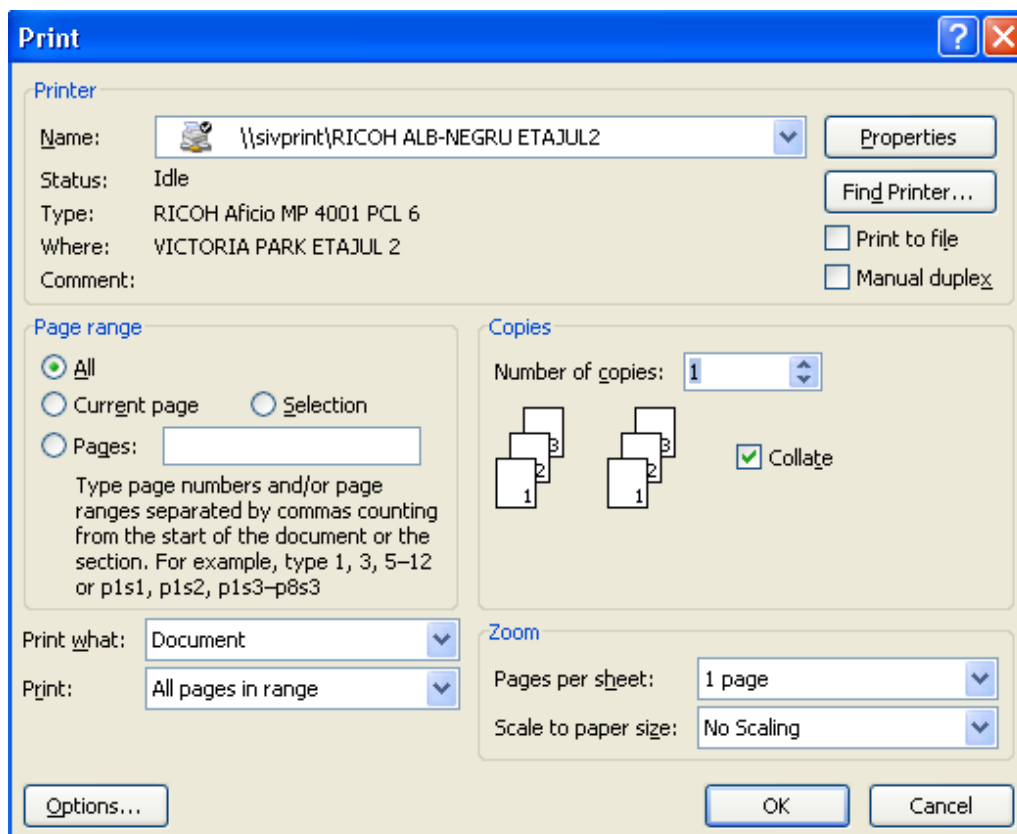 Print
Printer
Name: \\sivprint\RICOH ALB-NEGRU ETAJUL2
Properties
Status: Idle
Find Printer...
Type: RICOH Aficio MP 4001 PCL 6
Where: VICTORIA PARK ETAJUL 2
Print to file
Comment:
Manual duplex
Page range
All
Current page Selection
Pages:
Type page numbers and/or page
ranges separated by commas counting
from the start of the document or the
section. For example, type 1, 3, 5–12
or p1s1, p1s2, p1s3–p8s3
Copies
Number of copies: 1
3 3
2 2
1 1
Collate
Print what: Document
Print: All pages in range
Zoom
Pages per sheet: 1 page
Scale to paper size: No Scaling
Options...
OK
Cancel